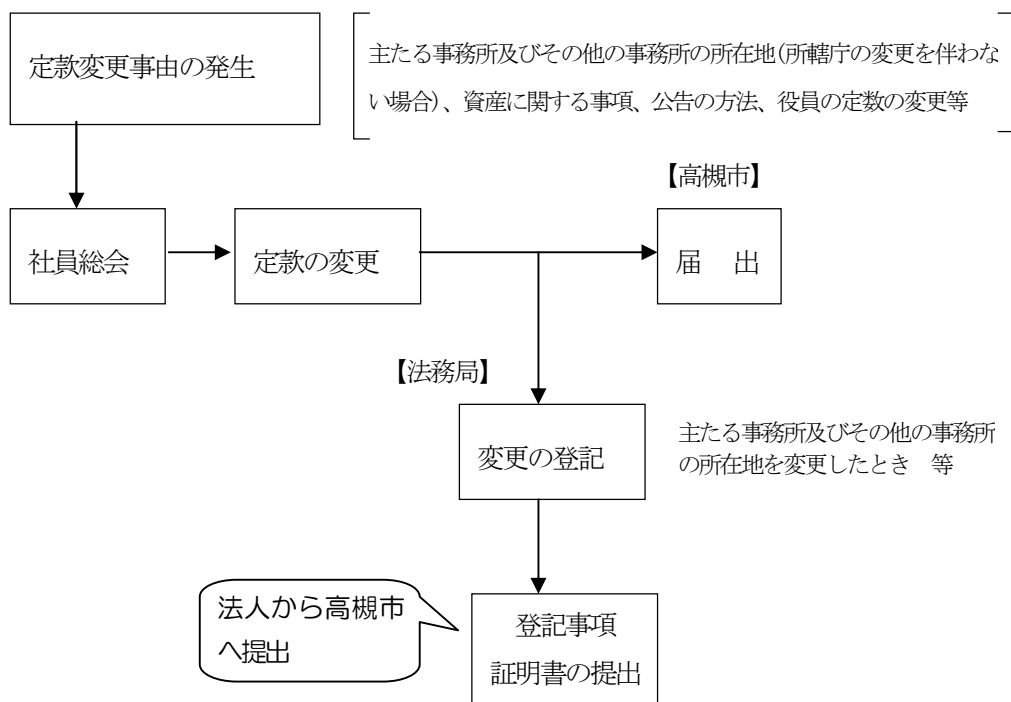 定款変更事由の発生
主たる事務所及びその他の事務所の所在地(所轄庁の変更を伴わな
い場合)、資産に関する事項、公告の方法、役員の定数の変更等
【高槻市】
社員総会
定款の変更
届　出
【法務局】
変更の登記
主たる事務所及びその他の事務所
の所在地を変更したとき　等
法人から高槻市
へ提出
登記事項
証明書の提出